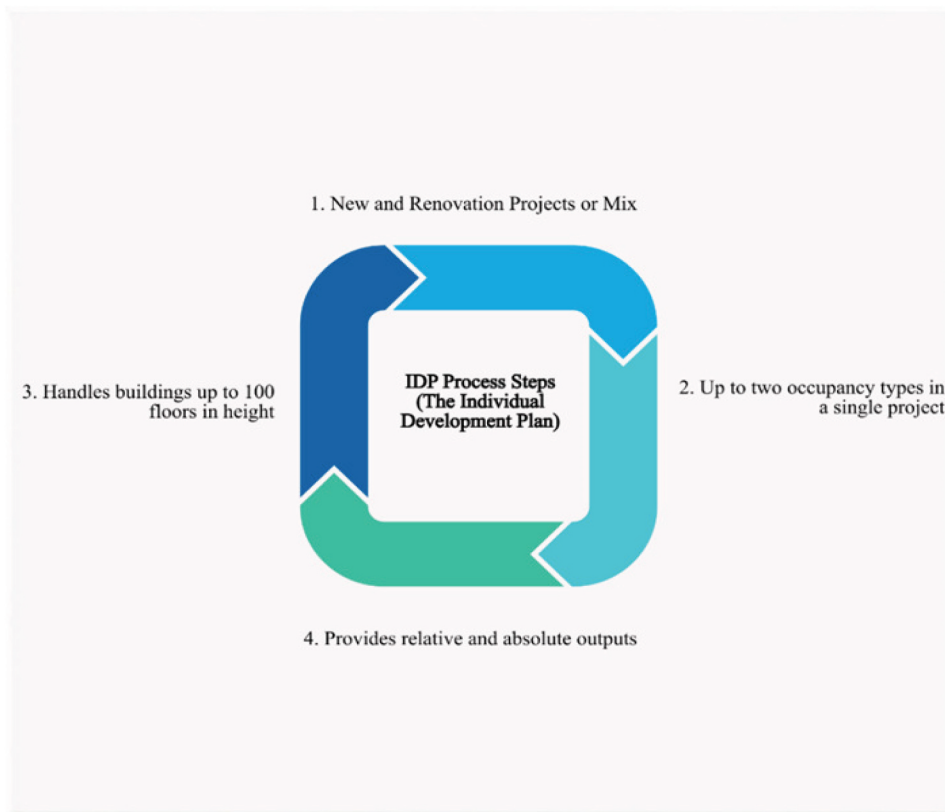 1. New and Renovation Projects or Mix
IDP Process Steps
(The Individual
Development Plan)
2. Up to two occupancy types in
a single project
3. Handles buildings up to 100
floors in height
4. Provides relative and absolute outputs